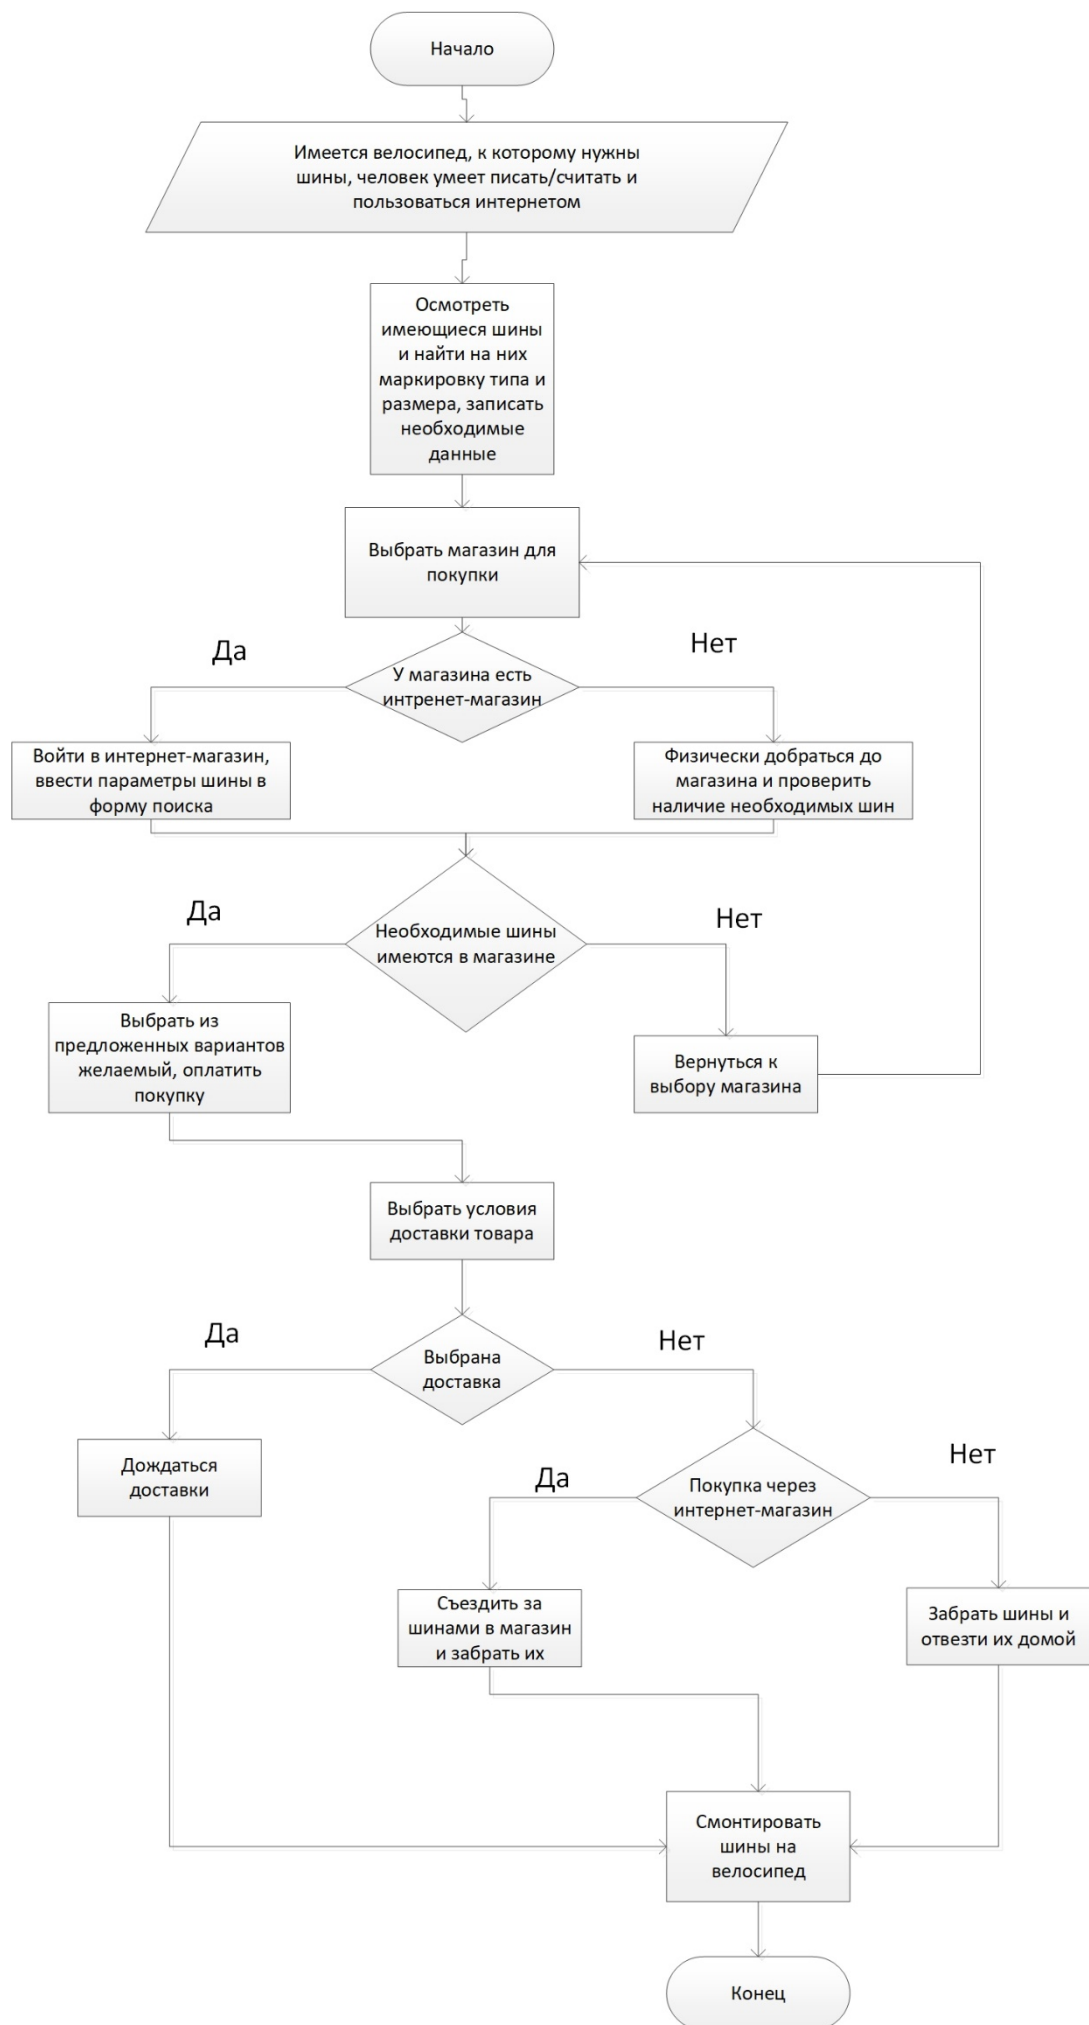 Начало
Имеется велосипед, к которому нужны
шины, человек умеет писать/считать и
пользоваться интернетом
Осмотреть
имеющиеся шины
и найти на них
маркировку типа и
размера, записать
необходимые
данные
Выбрать магазин для
покупки
Да
Нет
У магазина есть
интренет-магазин
Войти в интернет-магазин,
ввести параметры шины в
форму поиска
Физически добраться до
магазина и проверить
наличие необходимых шин
Да
Нет
Необходимые шины
имеются в магазине
Выбрать из
предложенных вариантов
желаемый, оплатить
покупку
Вернуться к
выбору магазина
Выбрать условия
доставки товара
Да
Нет
Выбрана
доставка
Дождаться
доставки
Да
Нет
Покупка через
интернет-магазин
Съездить за
шинами в магазин
и забрать их
Забрать шины и
отвезти их домой
Смонтировать
шины на
велосипед
Конец